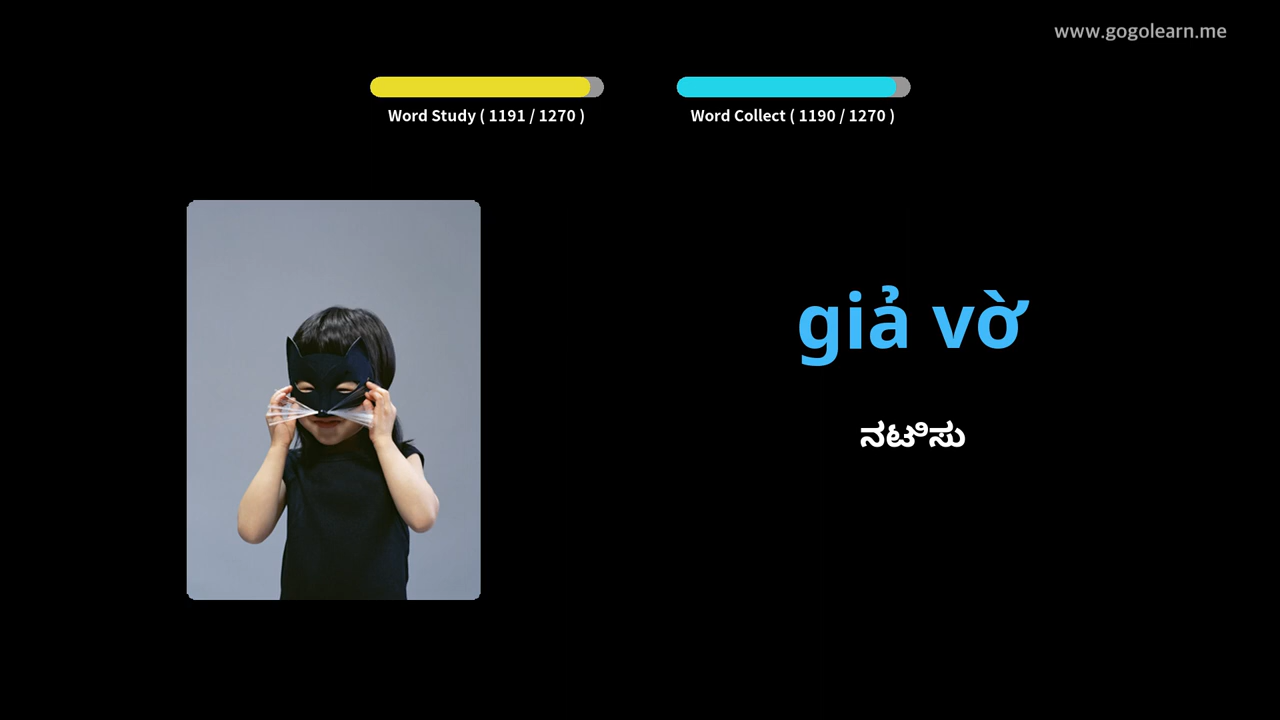 www.gogolearn.me
Word Study ( 1191 / 1270 )
Word Collect ( 1190 / 1270 )
giả vờ
ನಟಿಸು